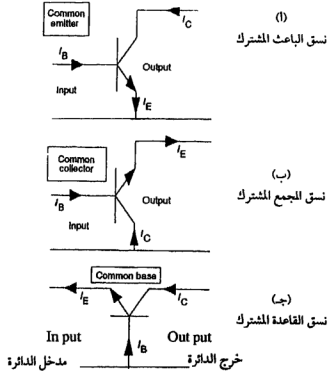 Common
emitter
(أ)
نسق الباعث المشترك
I_C
I_B
Input
Output
I_E
Common
collector
(ب)
نسق المجمع المشترك
I_E
I_B
Input
Output
I_C
Common base
(جـ)
نسق القاعدة المشترك
I_E
I_C
In put
Out put
I_B
مدخل الدائرة
خرج الدائرة